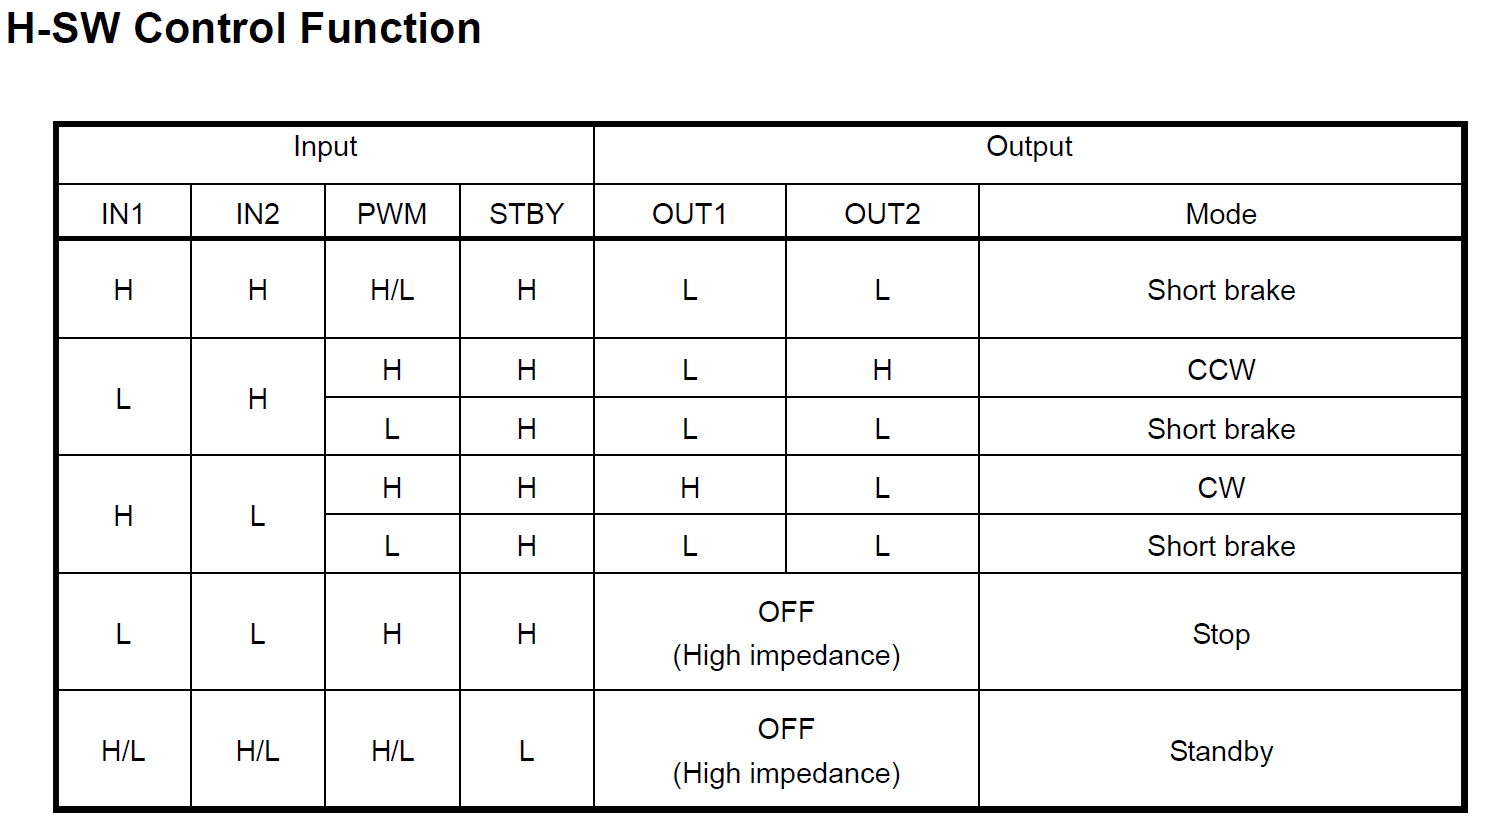 H-SW Control Function
Input Output
IN1 IN2 PWM STBY OUT1 OUT2 Mode
H H H/L H L L Short brake
L H H H L H CCW
L H L L Short brake
H L H H H L CW
L H L L Short brake
L L H H OFF
(High impedance) Stop
H/L H/L H/L L OFF
(High impedance) Standby